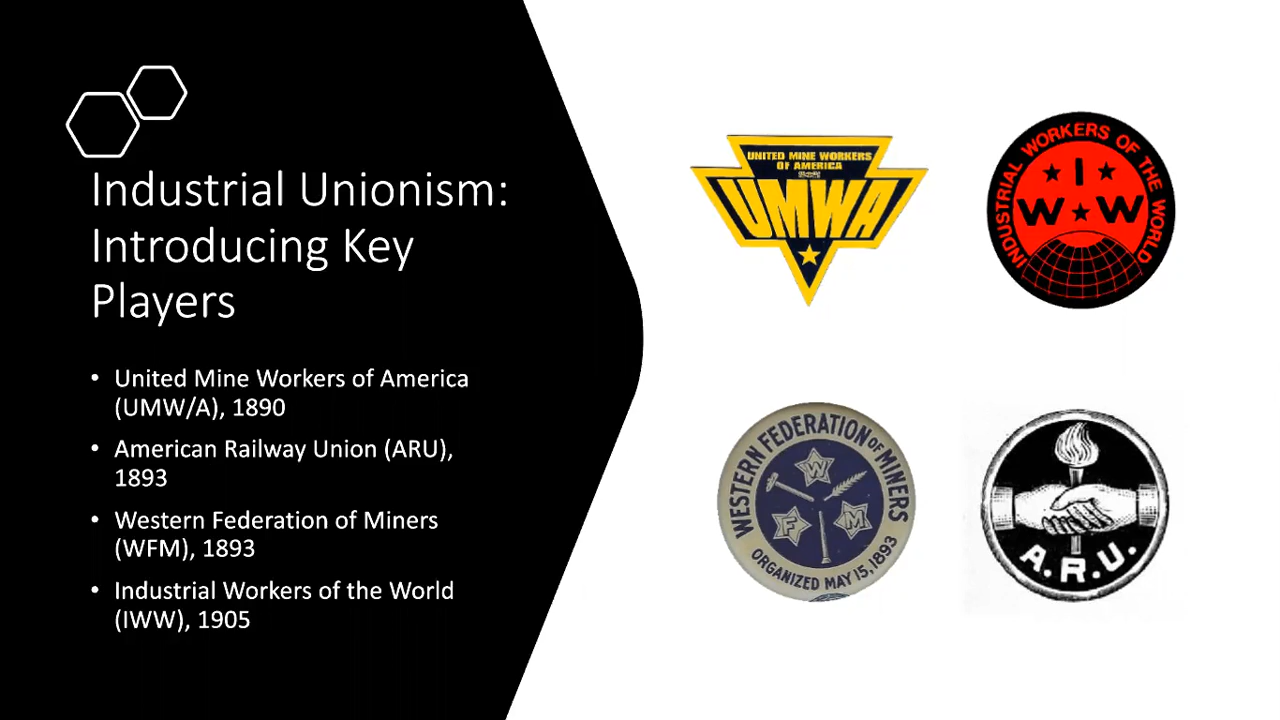 Industrial Unionism:
Introducing Key
Players
• United Mine Workers of America
(UMW/A), 1890
• American Railway Union (ARU),
1893
• Western Federation of Miners
(WFM), 1893
• Industrial Workers of the World
(IWW), 1905
UNITED MINE WORKERS
OF AMERICA
UMWA
INDUSTRIAL WORKERS OF THE WORLD
I
W W
WESTERN FEDERATION OF MINERS
W
F M
ORGANIZED MAY 15, 1893
A.R.U.